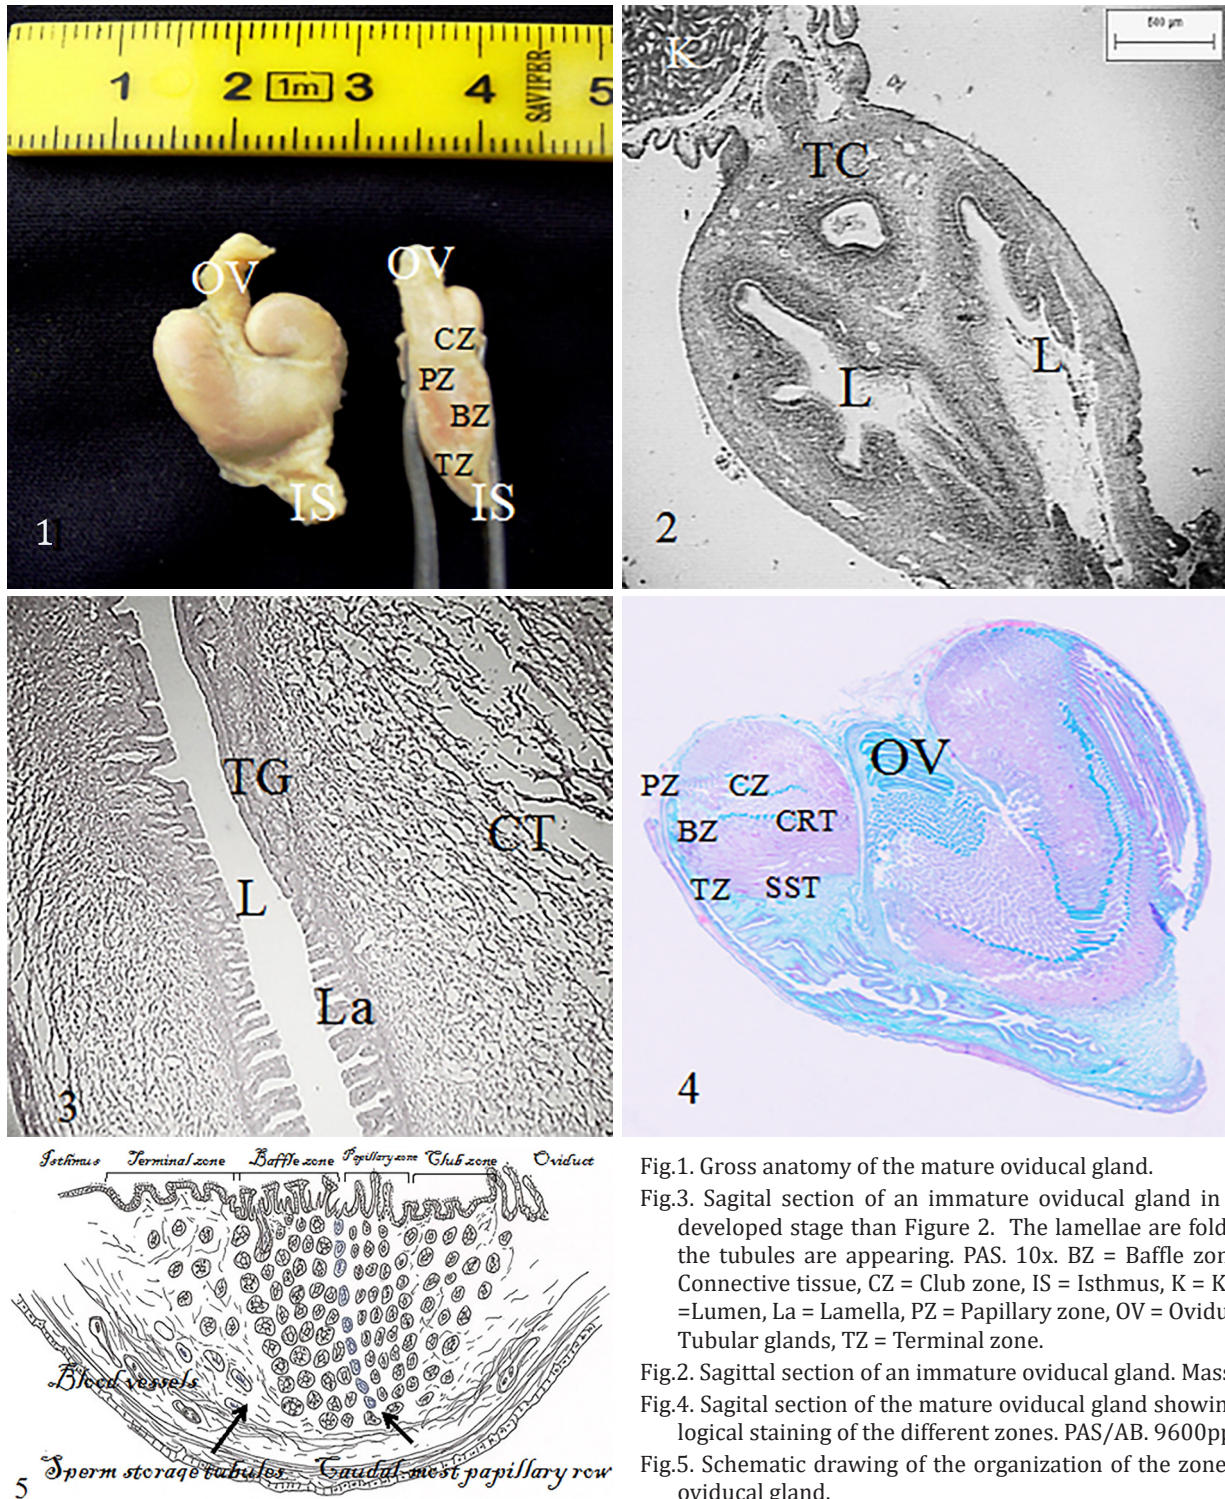 1 2 1m 3 4 SAVIFER 5
OV OV
CZ
PZ
BZ
TZ
IS IS
1
500 µm
K
TC
L
L
2
TG
CT
L
La
3
OV
PZ CZ
BZ CRT
TZ SST
4
Isthmus Terminal zone Baffle zone Papillary zone Club zone Oviduct
Blood vessels
Sperm storage tubules Caudal-most papillary row
5
Fig.1. Gross anatomy of the mature oviducal gland.
Fig.3. Sagital section of an immature oviducal gland in
developed stage than Figure 2. The lamellae are fold
the tubules are appearing. PAS. 10x. BZ = Baffle zon
Connective tissue, CZ = Club zone, IS = Isthmus, K = K
=Lumen, La = Lamella, PZ = Papillary zone, OV = Ovidu
Tubular glands, TZ = Terminal zone.
Fig.2. Sagittal section of an immature oviducal gland. Mass
Fig.4. Sagital section of the mature oviducal gland showin
logical staining of the different zones. PAS/AB. 9600pp
Fig.5. Schematic drawing of the organization of the zone
oviducal gland.